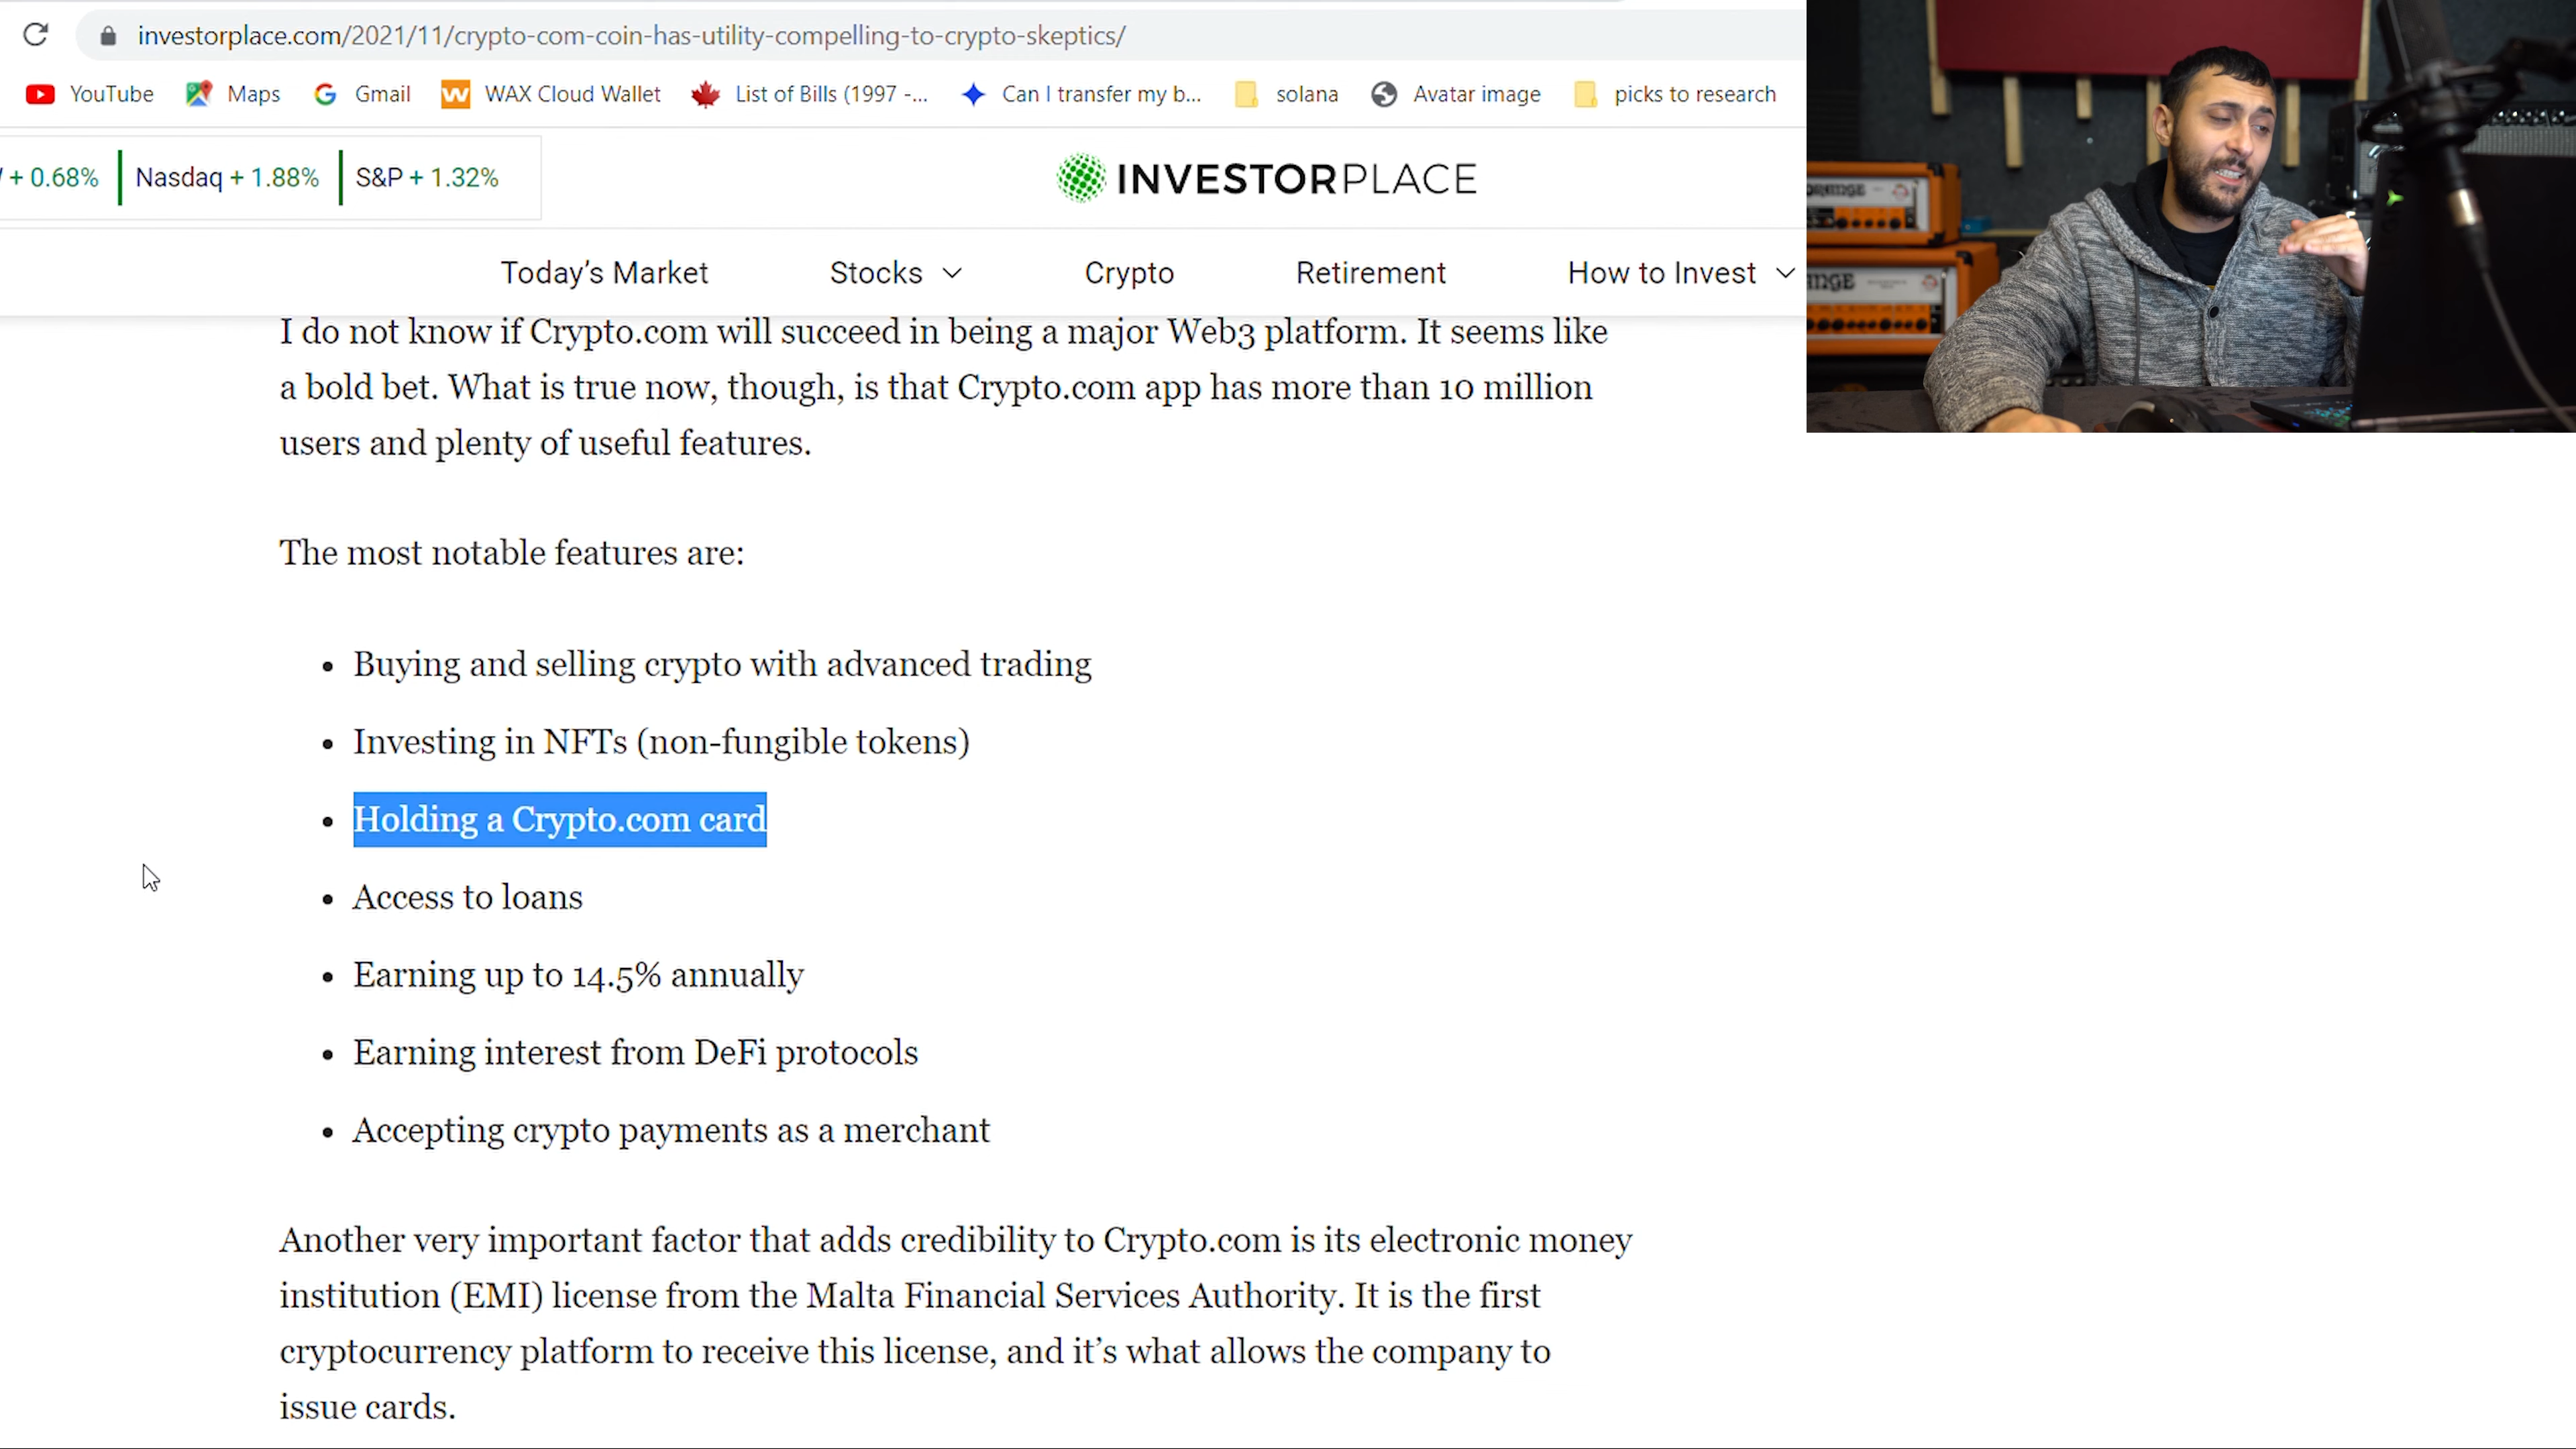 investorplace.com/2021/11/crypto-com-coin-has-utility-compelling-to-crypto-skeptics/
YouTube Maps Gmail WAX Cloud Wallet List of Bills (1997 -... Can I transfer my b... solana Avatar image picks to research
+ 0.68% Nasdaq + 1.88% S&P + 1.32%
INVESTORPLACE
Today’s Market Stocks Crypto Retirement How to Invest
I do not know if Crypto.com will succeed in being a major Web3 platform. It seems like
a bold bet. What is true now, though, is that Crypto.com app has more than 10 million
users and plenty of useful features.
The most notable features are:
• Buying and selling crypto with advanced trading
• Investing in NFTs (non-fungible tokens)
• Holding a Crypto.com card
• Access to loans
• Earning up to 14.5% annually
• Earning interest from DeFi protocols
• Accepting crypto payments as a merchant
Another very important factor that adds credibility to Crypto.com is its electronic money
institution (EMI) license from the Malta Financial Services Authority. It is the first
cryptocurrency platform to receive this license, and it’s what allows the company to
issue cards.